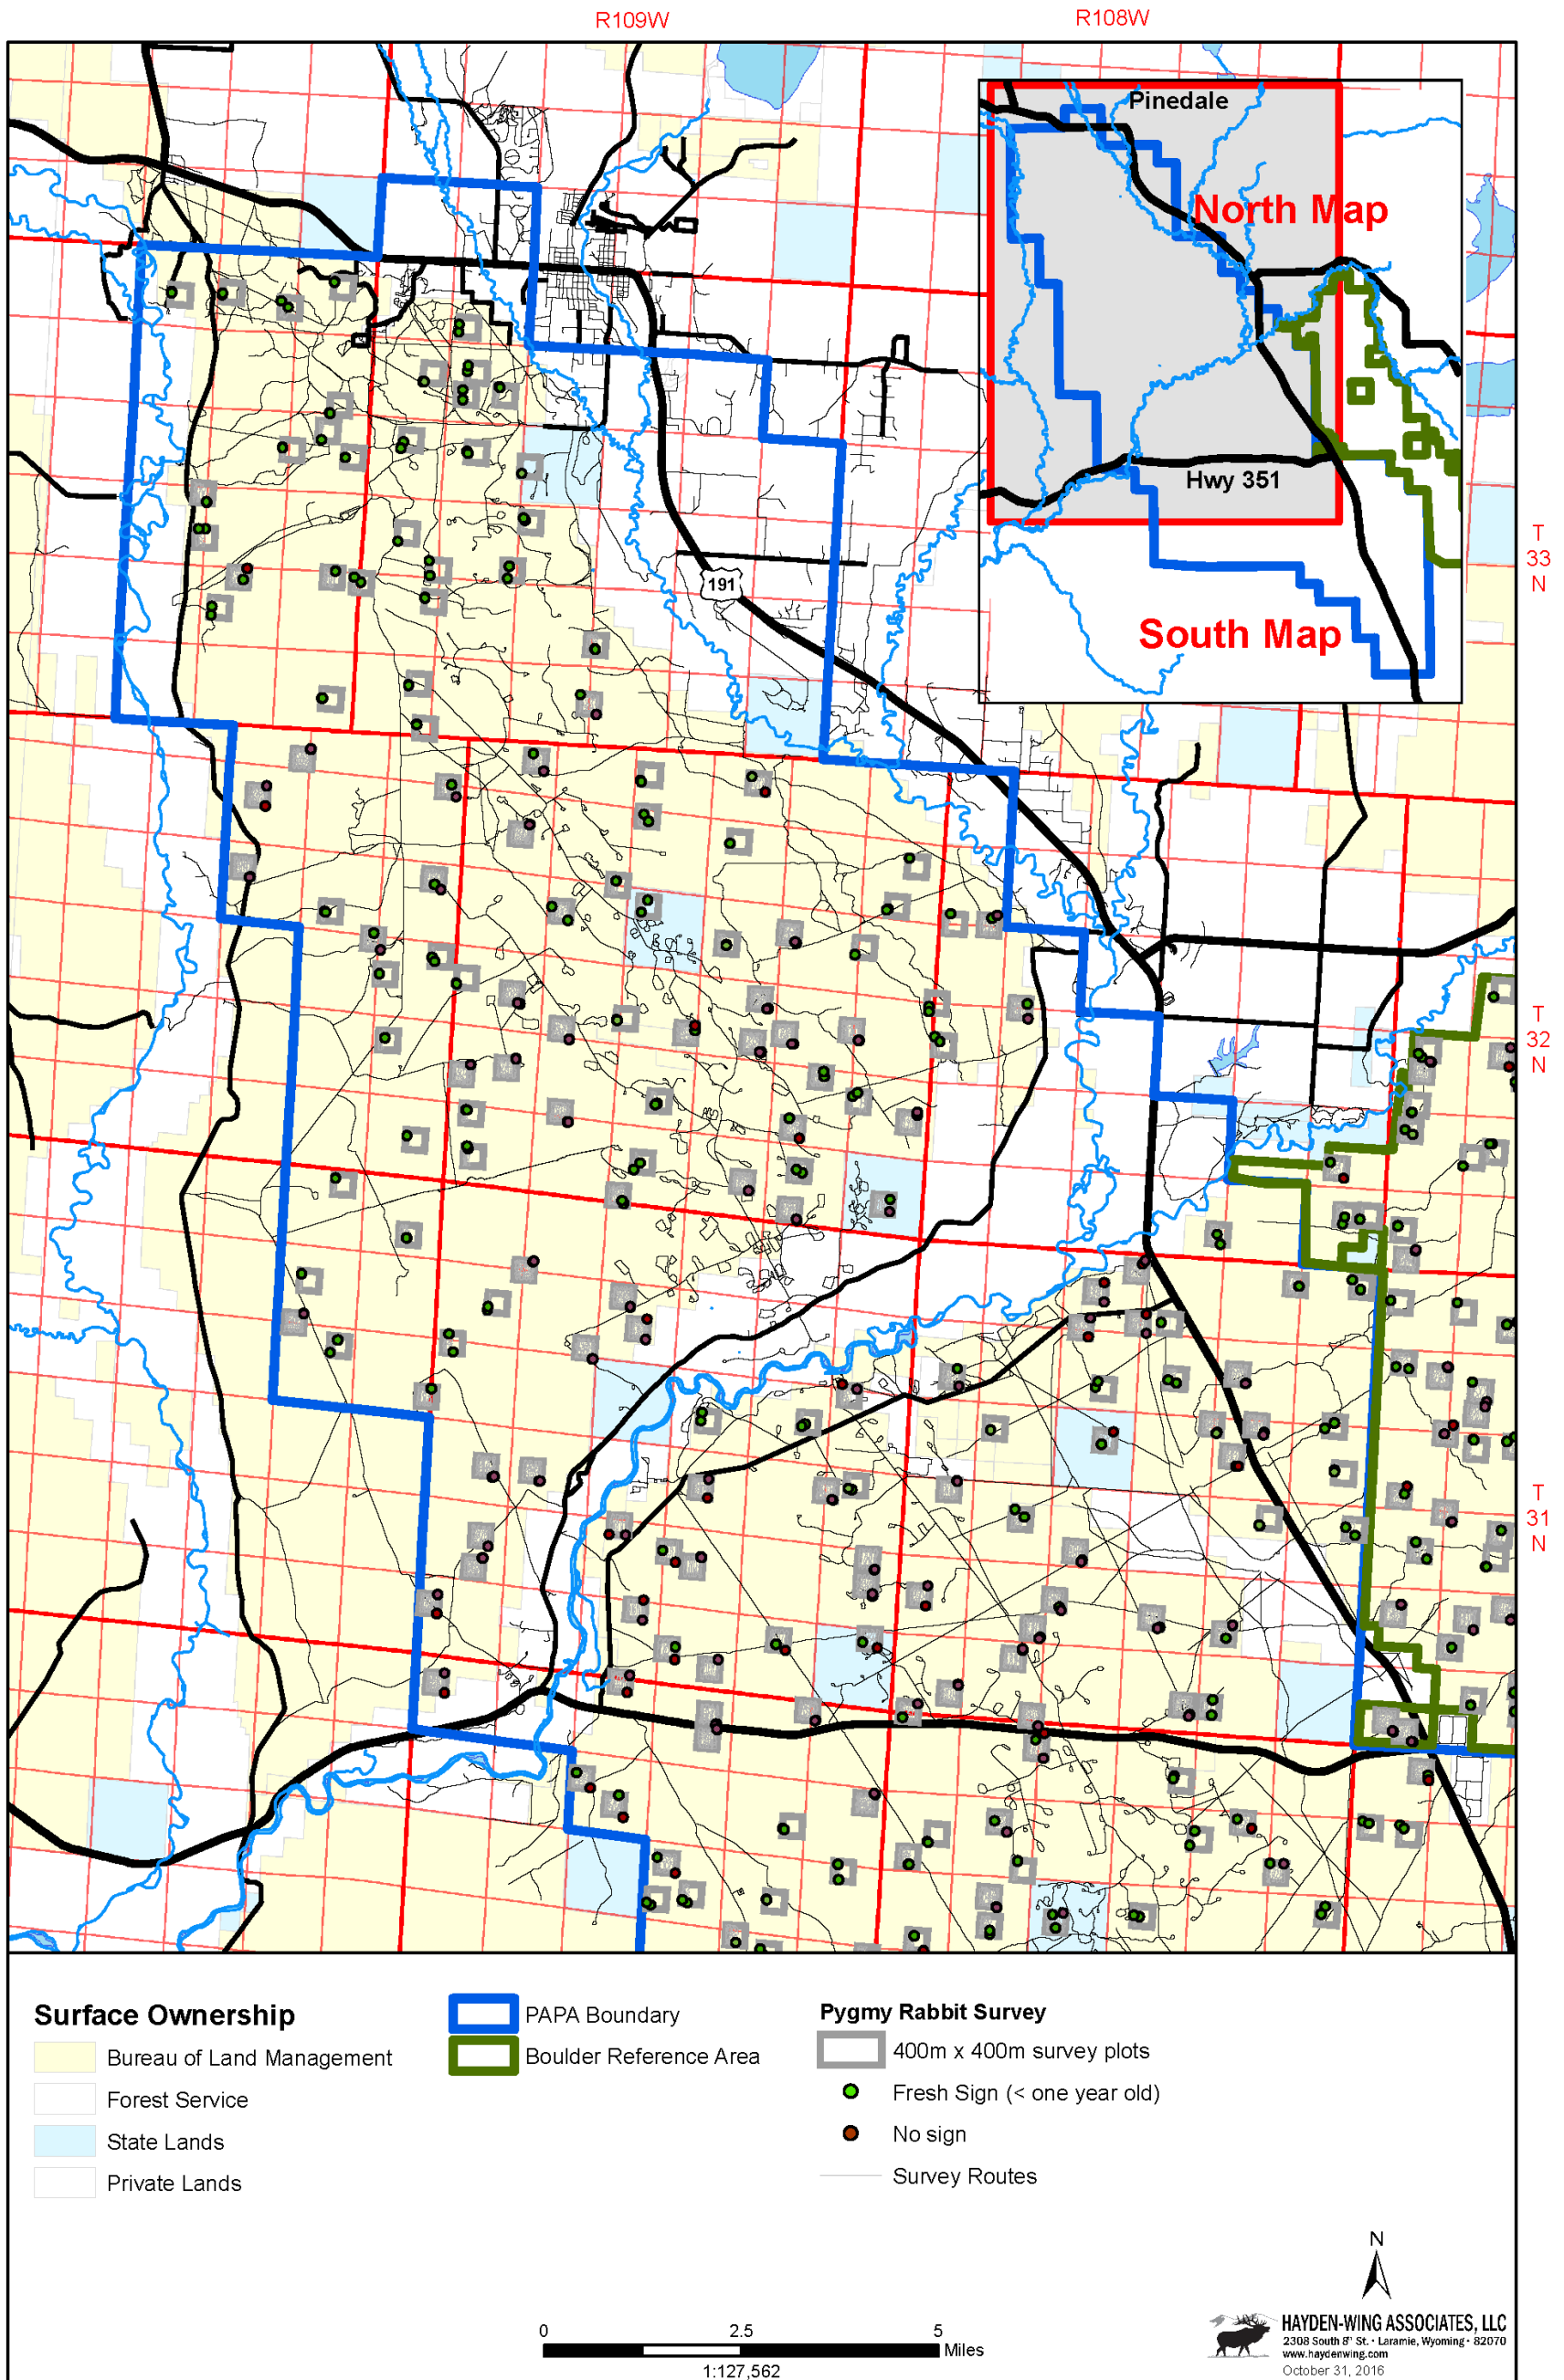 R109W
R108W
Pinedale
North Map
Hwy 351
South Map
191
T
33
N
T
32
N
T
31
N
Surface Ownership
Bureau of Land Management
Forest Service
State Lands
Private Lands
PAPA Boundary
Boulder Reference Area
Pygmy Rabbit Survey
400m x 400m survey plots
Fresh Sign (< one year old)
No sign
Survey Routes
N
0
2.5
5
Miles
1:127,562
HAYDEN-WING ASSOCIATES, LLC
2308 South 8th St. • Laramie, Wyoming • 82070
www.haydenwing.com
October 31, 2016